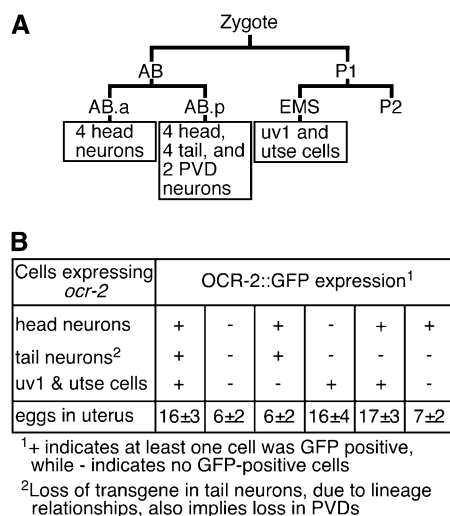 A
Zygote
AB P1
AB.a AB.p EMS P2
4 head neurons
4 head, 4 tail, and 2 PVD neurons
uv1 and utse cells
B
Cells expressing ocr-2
OCR-2::GFP expression1
head neurons + - + - + +
tail neurons2 + - + - - -
uv1 & utse cells + - - + + -
eggs in uterus 16±3 6±2 6±2 16±4 17±3 7±2
1+ indicates at least one cell was GFP positive,
while - indicates no GFP-positive cells
2Loss of transgene in tail neurons, due to lineage
relationships, also implies loss in PVDs